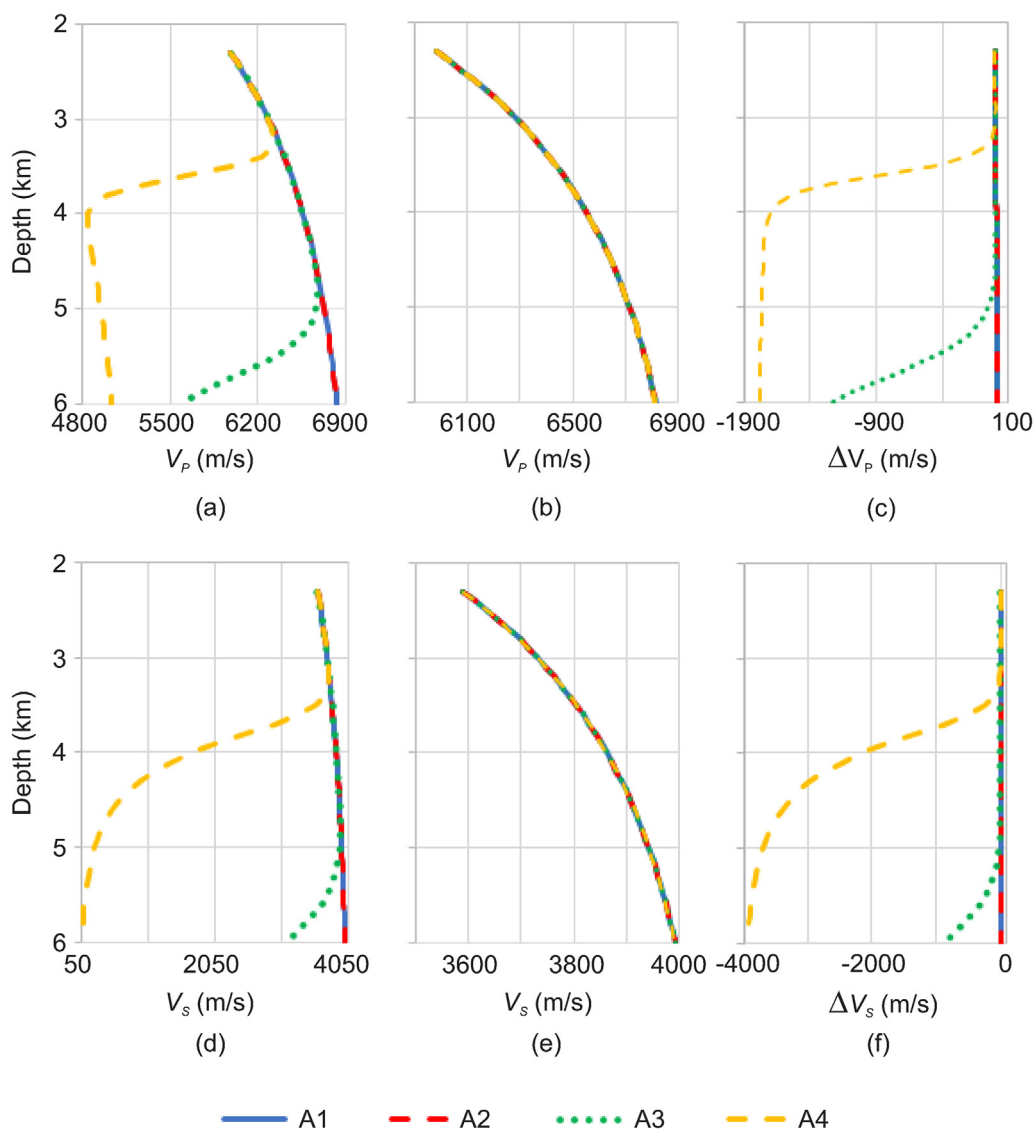 2
3
4
5
6
Depth (km)
4800 5500 6200 6900
V_P (m/s)
(a)
6100 6500 6900
V_P (m/s)
(b)
-1900 -900 100
ΔV_P (m/s)
(c)
2
3
4
5
6
Depth (km)
50 2050 4050
V_S (m/s)
(d)
3600 3800 4000
V_S (m/s)
(e)
-4000 -2000 0
ΔV_S (m/s)
(f)
A1 A2 A3 A4